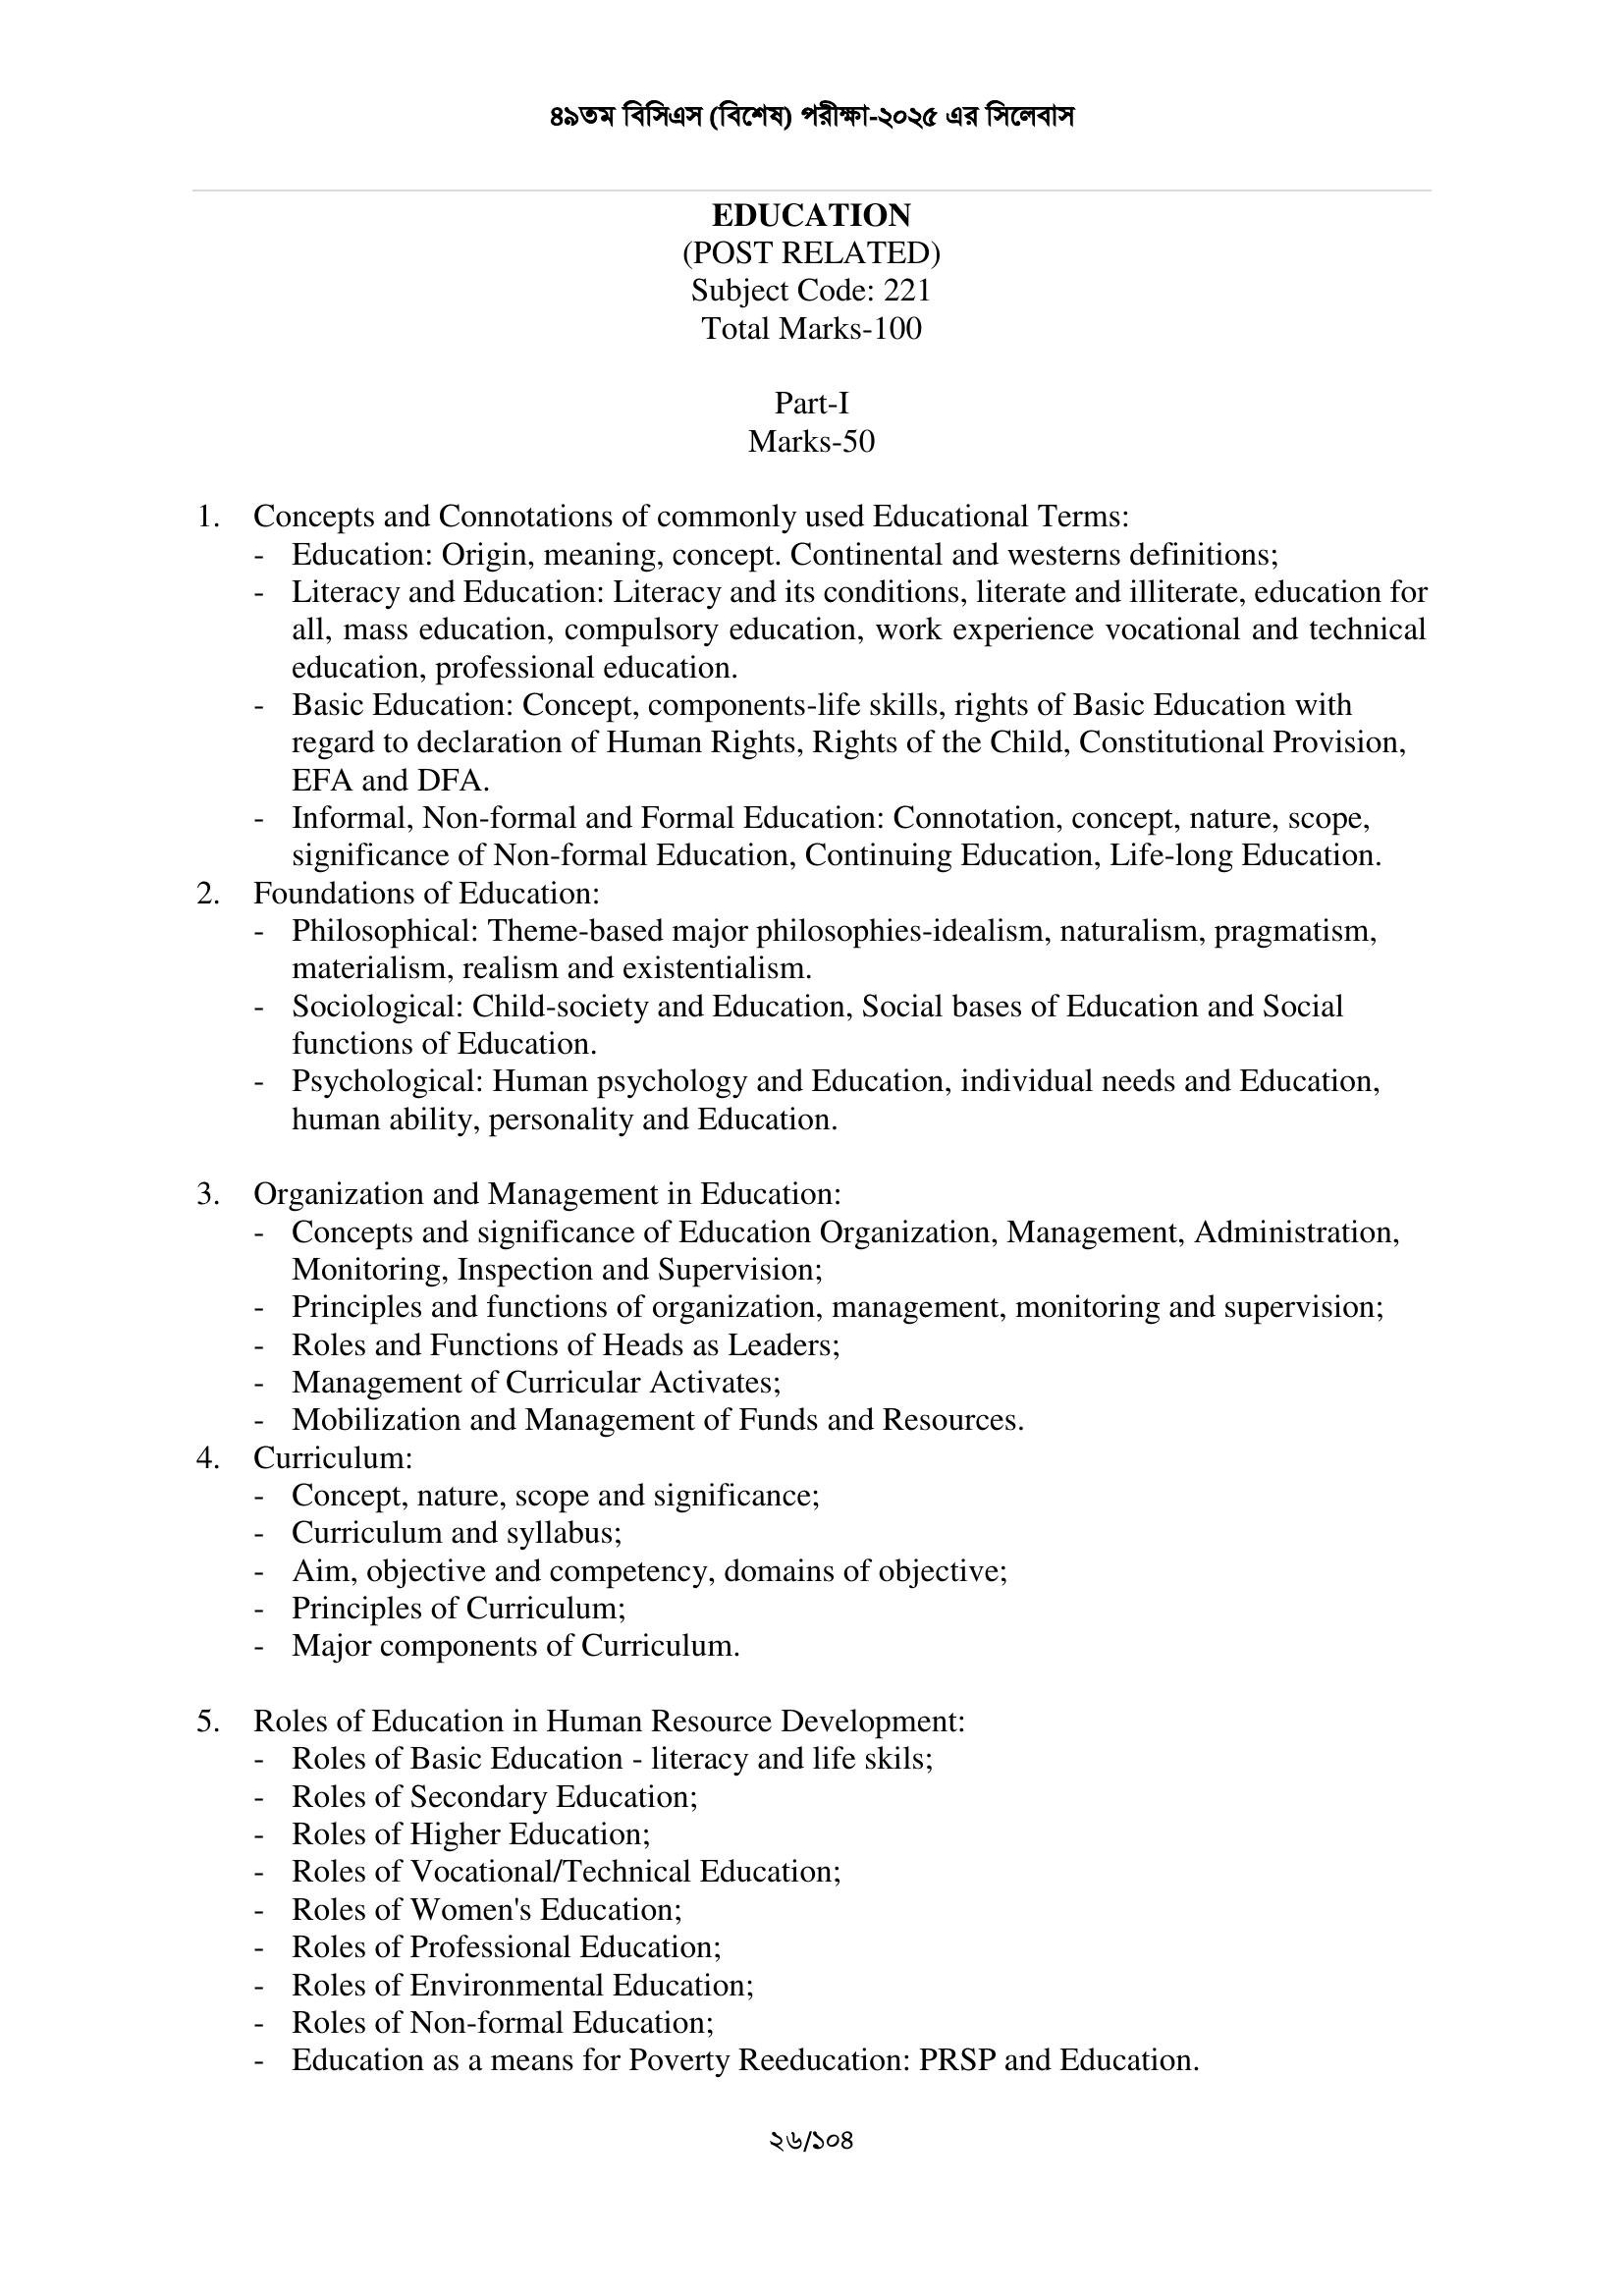 ৪৯তম বিসিএস (বিশেষ) পরীক্ষা-২০২৫ এর সিলেবাস
EDUCATION
(POST RELATED)
Subject Code: 221
Total Marks-100
Part-I
Marks-50
1. Concepts and Connotations of commonly used Educational Terms:
- Education: Origin, meaning, concept. Continental and westerns definitions;
- Literacy and Education: Literacy and its conditions, literate and illiterate, education for
all, mass education, compulsory education, work experience vocational and technical
education, professional education.
- Basic Education: Concept, components-life skills, rights of Basic Education with
regard to declaration of Human Rights, Rights of the Child, Constitutional Provision,
EFA and DFA.
- Informal, Non-formal and Formal Education: Connotation, concept, nature, scope,
significance of Non-formal Education, Continuing Education, Life-long Education.
2. Foundations of Education:
- Philosophical: Theme-based major philosophies-idealism, naturalism, pragmatism,
materialism, realism and existentialism.
- Sociological: Child-society and Education, Social bases of Education and Social
functions of Education.
- Psychological: Human psychology and Education, individual needs and Education,
human ability, personality and Education.
3. Organization and Management in Education:
- Concepts and significance of Education Organization, Management, Administration,
Monitoring, Inspection and Supervision;
- Principles and functions of organization, management, monitoring and supervision;
- Roles and Functions of Heads as Leaders;
- Management of Curricular Activates;
- Mobilization and Management of Funds and Resources.
4. Curriculum:
- Concept, nature, scope and significance;
- Curriculum and syllabus;
- Aim, objective and competency, domains of objective;
- Principles of Curriculum;
- Major components of Curriculum.
5. Roles of Education in Human Resource Development:
- Roles of Basic Education - literacy and life skils;
- Roles of Secondary Education;
- Roles of Higher Education;
- Roles of Vocational/Technical Education;
- Roles of Women's Education;
- Roles of Professional Education;
- Roles of Environmental Education;
- Roles of Non-formal Education;
- Education as a means for Poverty Reeducation: PRSP and Education.
২৬/১০৪